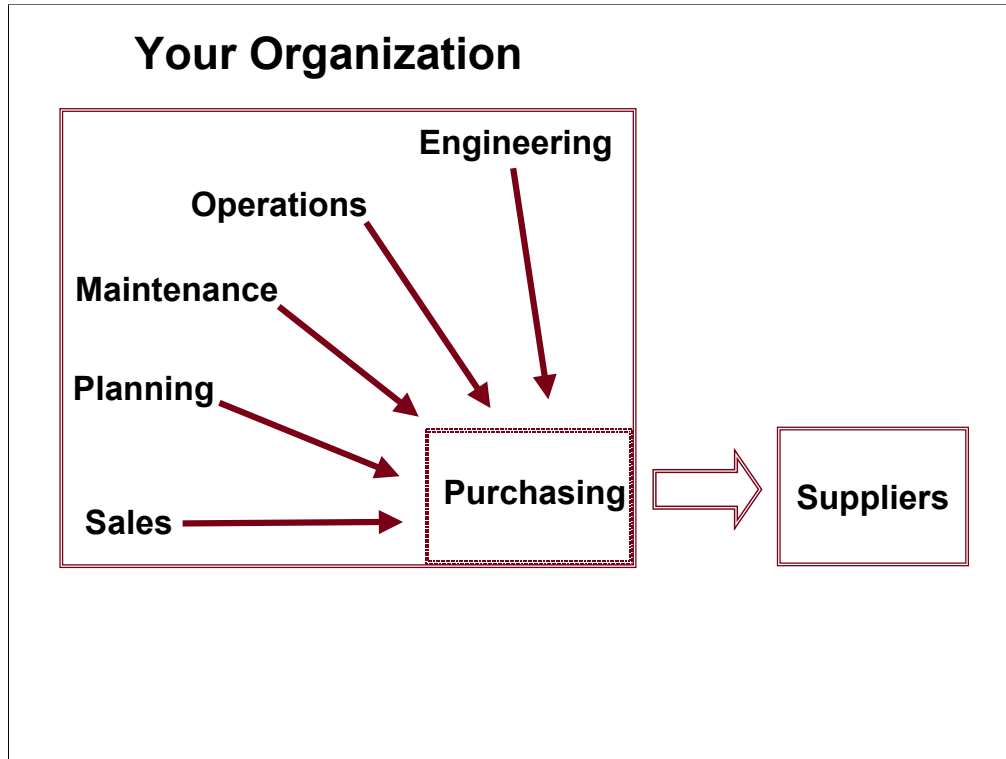 Your Organization
Engineering
Operations
Maintenance
Planning
Purchasing
Suppliers
Sales